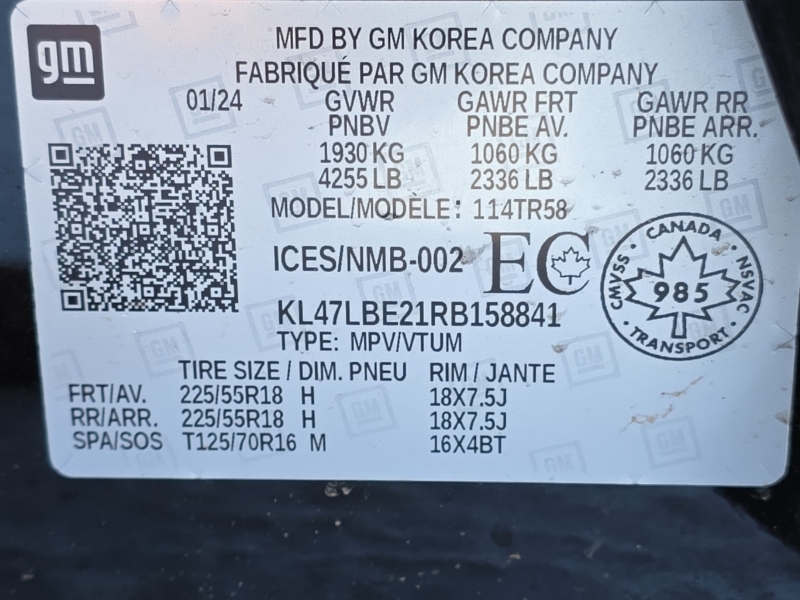 gm
MFD BY GM KOREA COMPANY
FABRIQUÉ PAR GM KOREA COMPANY
01/24 GVWR GAWR FRT GAWR RR
PNBV PNBE AV. PNBE ARR.
1930 KG 1060 KG 1060 KG
4255 LB 2336 LB 2336 LB
MODEL/MODÈLE: 114TR58
ICES/NMB-002 EC
CANADA
CMVSS NSVAC
985
TRANSPORT
KL47LBE21RB158841
TYPE: MPV/VTUM
TIRE SIZE / DIM. PNEU RIM / JANTE
FRT/AV. 225/55R18 H 18X7.5J
RR/ARR. 225/55R18 H 18X7.5J
SPA/SOS T125/70R16 M 16X4BT